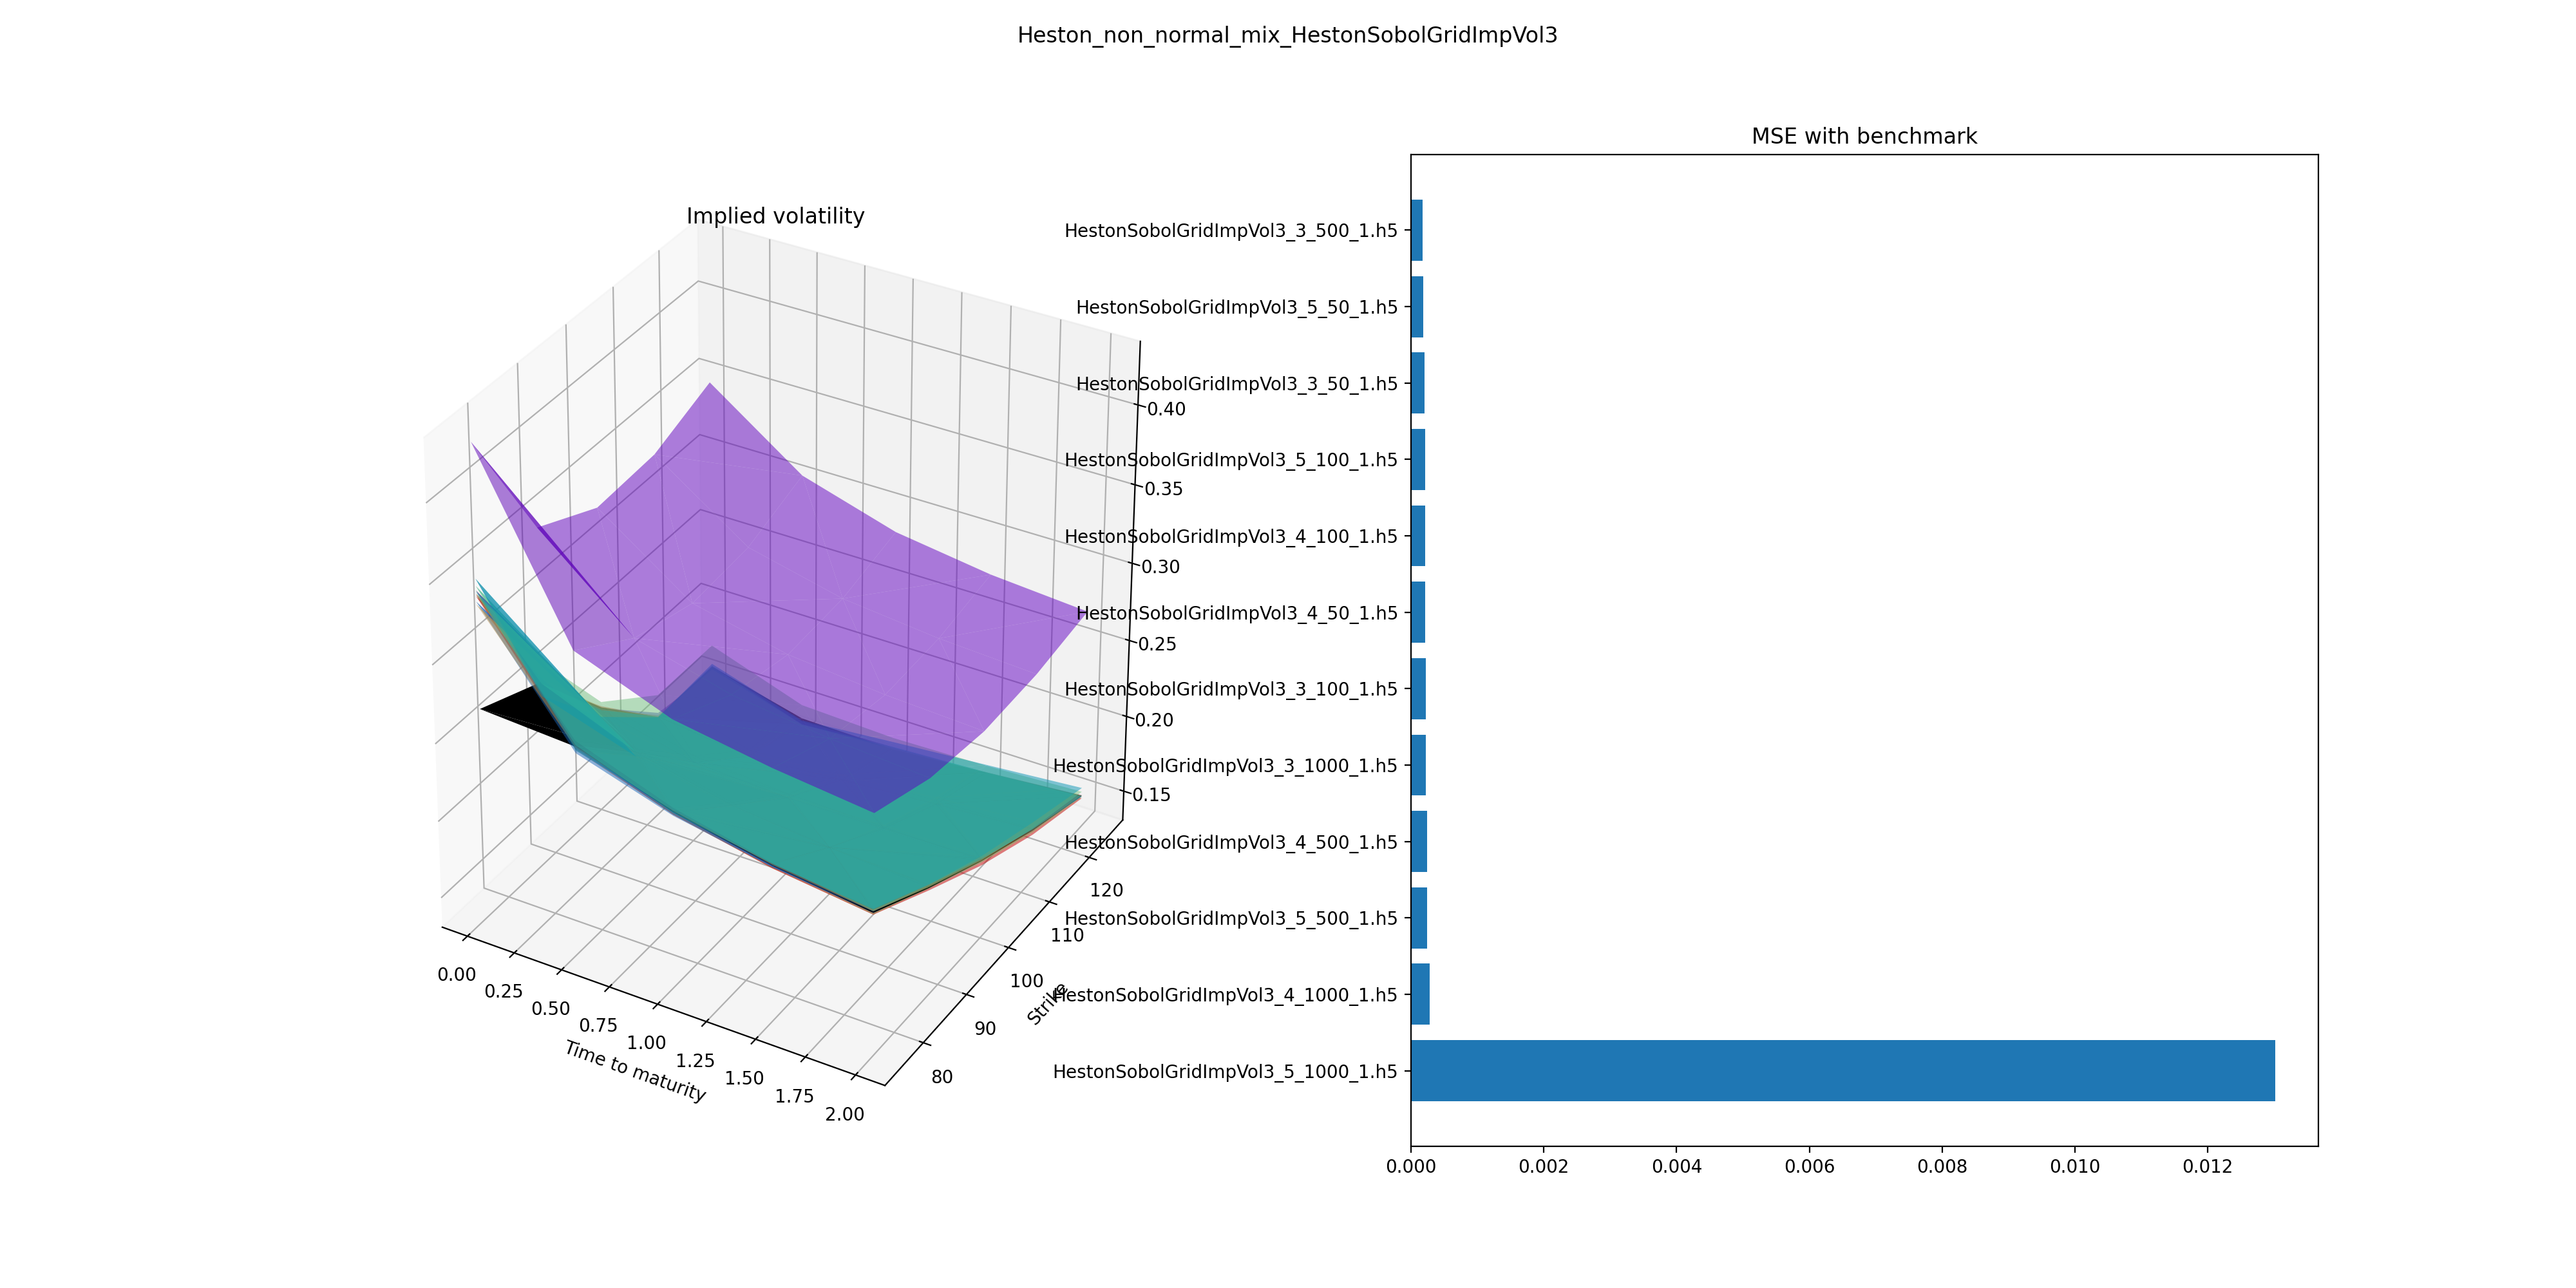 Heston_non_normal_mix_HestonSobolGridImpVol3
Implied volatility
0.40
0.35
0.30
0.25
0.20
0.15
0.00
0.25
0.50
0.75
1.00
1.25
1.50
1.75
2.00
Time to maturity
80
90
100
110
120
Strike
MSE with benchmark
HestonSobolGridImpVol3_3_500_1.h5
HestonSobolGridImpVol3_5_50_1.h5
HestonSobolGridImpVol3_3_50_1.h5
HestonSobolGridImpVol3_5_100_1.h5
HestonSobolGridImpVol3_4_100_1.h5
HestonSobolGridImpVol3_4_50_1.h5
HestonSobolGridImpVol3_3_100_1.h5
HestonSobolGridImpVol3_3_1000_1.h5
HestonSobolGridImpVol3_4_500_1.h5
HestonSobolGridImpVol3_5_500_1.h5
HestonSobolGridImpVol3_4_1000_1.h5
HestonSobolGridImpVol3_5_1000_1.h5
0.000 0.002 0.004 0.006 0.008 0.010 0.012